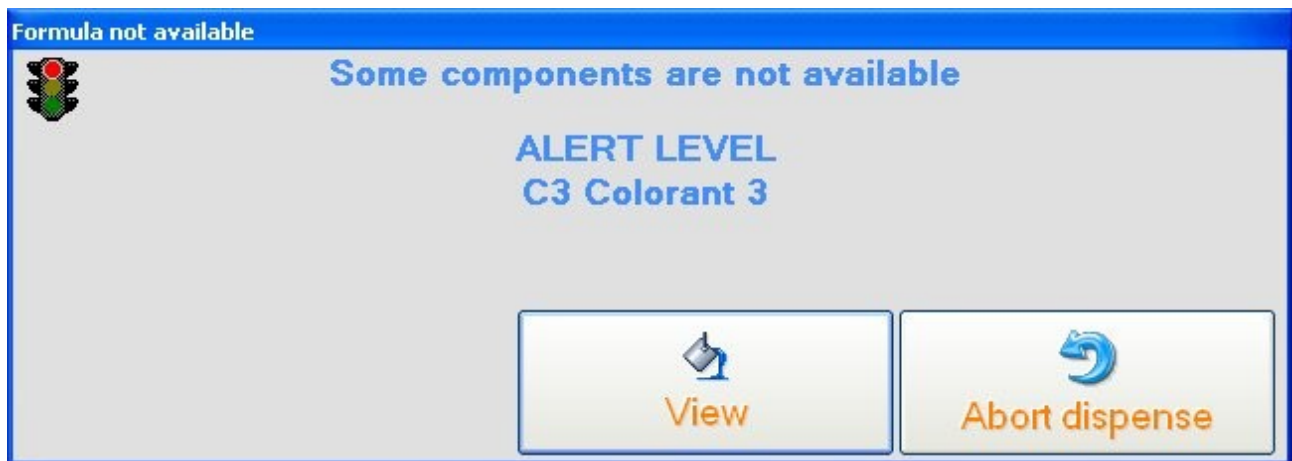 Formula not available
Some components are not available
ALERT LEVEL
C3 Colorant 3
View
Abort dispense